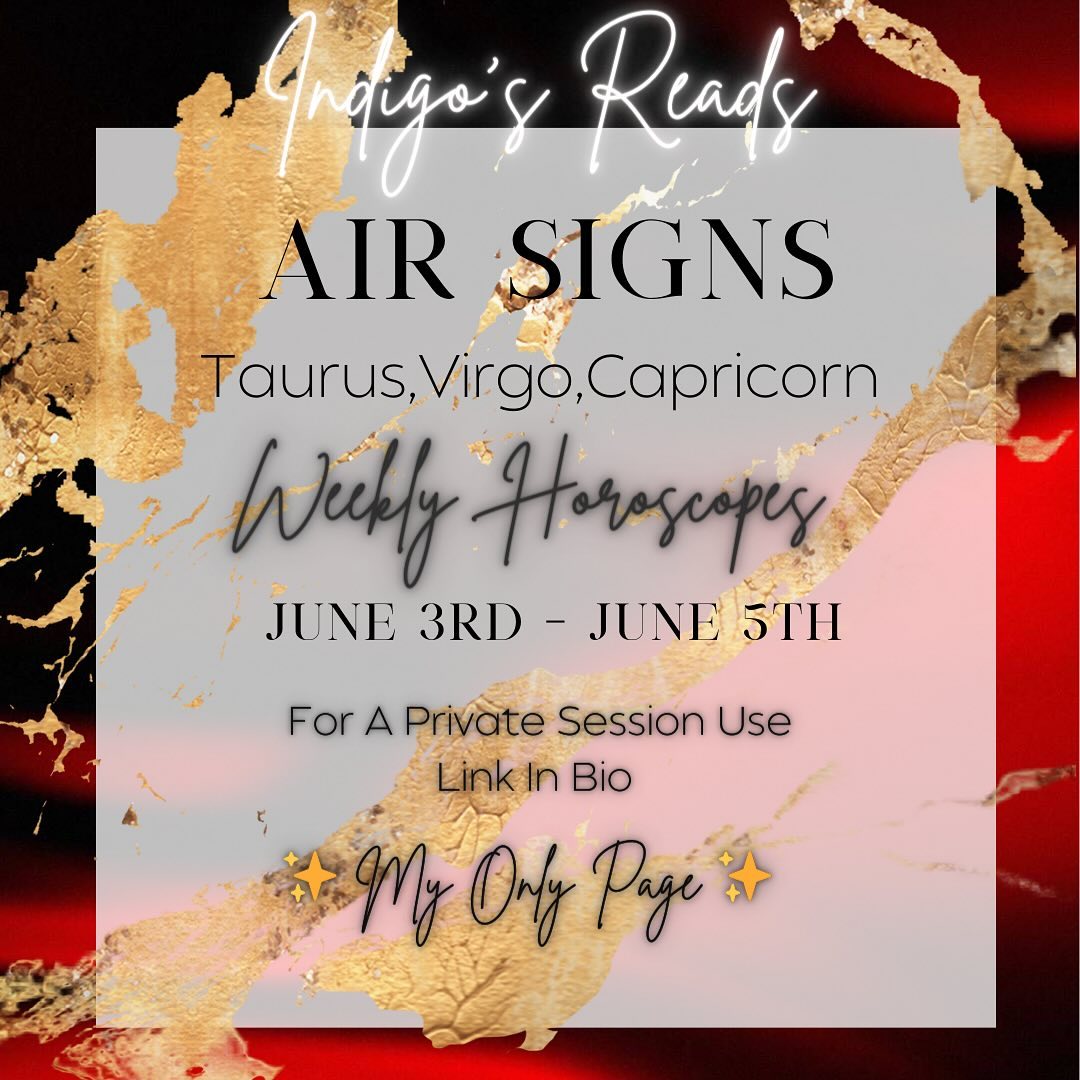 Indigo's Reads
AIR SIGNS
Taurus,Virgo,Capricorn
Weekly Horoscopes
JUNE 3RD - JUNE 5TH
For A Private Session Use
Link In Bio
✨ My Only Page ✨